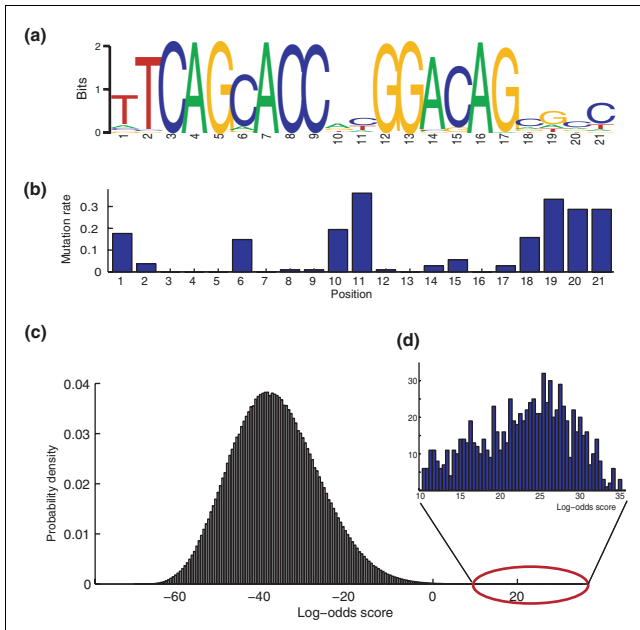 (a)
2
1
0
Bits
TTCAGCACC
C
GGACAG
C
G
C
C
1 2 3 4 5 6 7 8 9 10 11 12 13 14 15 16 17 18 19 20 21
(b)
0.3
0.2
0.1
0
Mutation rate
1 2 3 4 5 6 7 8 9 10 11 12 13 14 15 16 17 18 19 20 21
Position
(c)
(d)
0.04
0.03
0.02
0.01
0
Probability density
−60 −40 −20 0 20
Log−odds score
30
20
10
10 15 20 25 30 35
Log−odds score